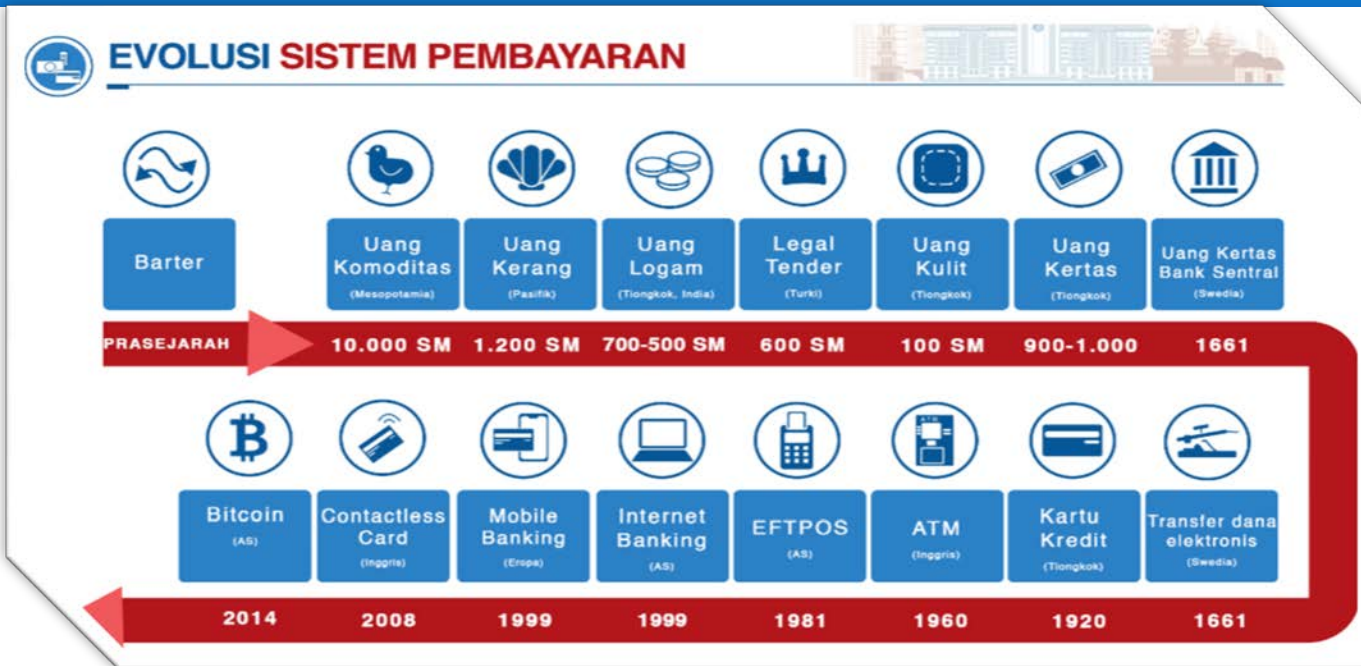 EVOLUSI SISTEM PEMBAYARAN
Barter
Uang
Komoditas
(Mesopotamia)
Uang
Kerang
(Pasifik)
Uang
Logam
(Tiongkok, India)
Legal
Tender
(Turki)
Uang
Kulit
(Tiongkok)
Uang
Kertas
(Tiongkok)
Uang Kertas
Bank Sentral
(Swedia)
PRASEJARAH 10.000 SM 1.200 SM 700-500 SM 600 SM 100 SM 900-1.000 1661
ATM
Bitcoin
(AS)
Contactless
Card
(Inggris)
Mobile
Banking
(Eropa)
Internet
Banking
(AS)
EFTPOS
(AS)
ATM
(Inggris)
Kartu
Kredit
(Tiongkok)
Transfer dana
elektronis
(Swedia)
2014 2008 1999 1999 1981 1960 1920 1661